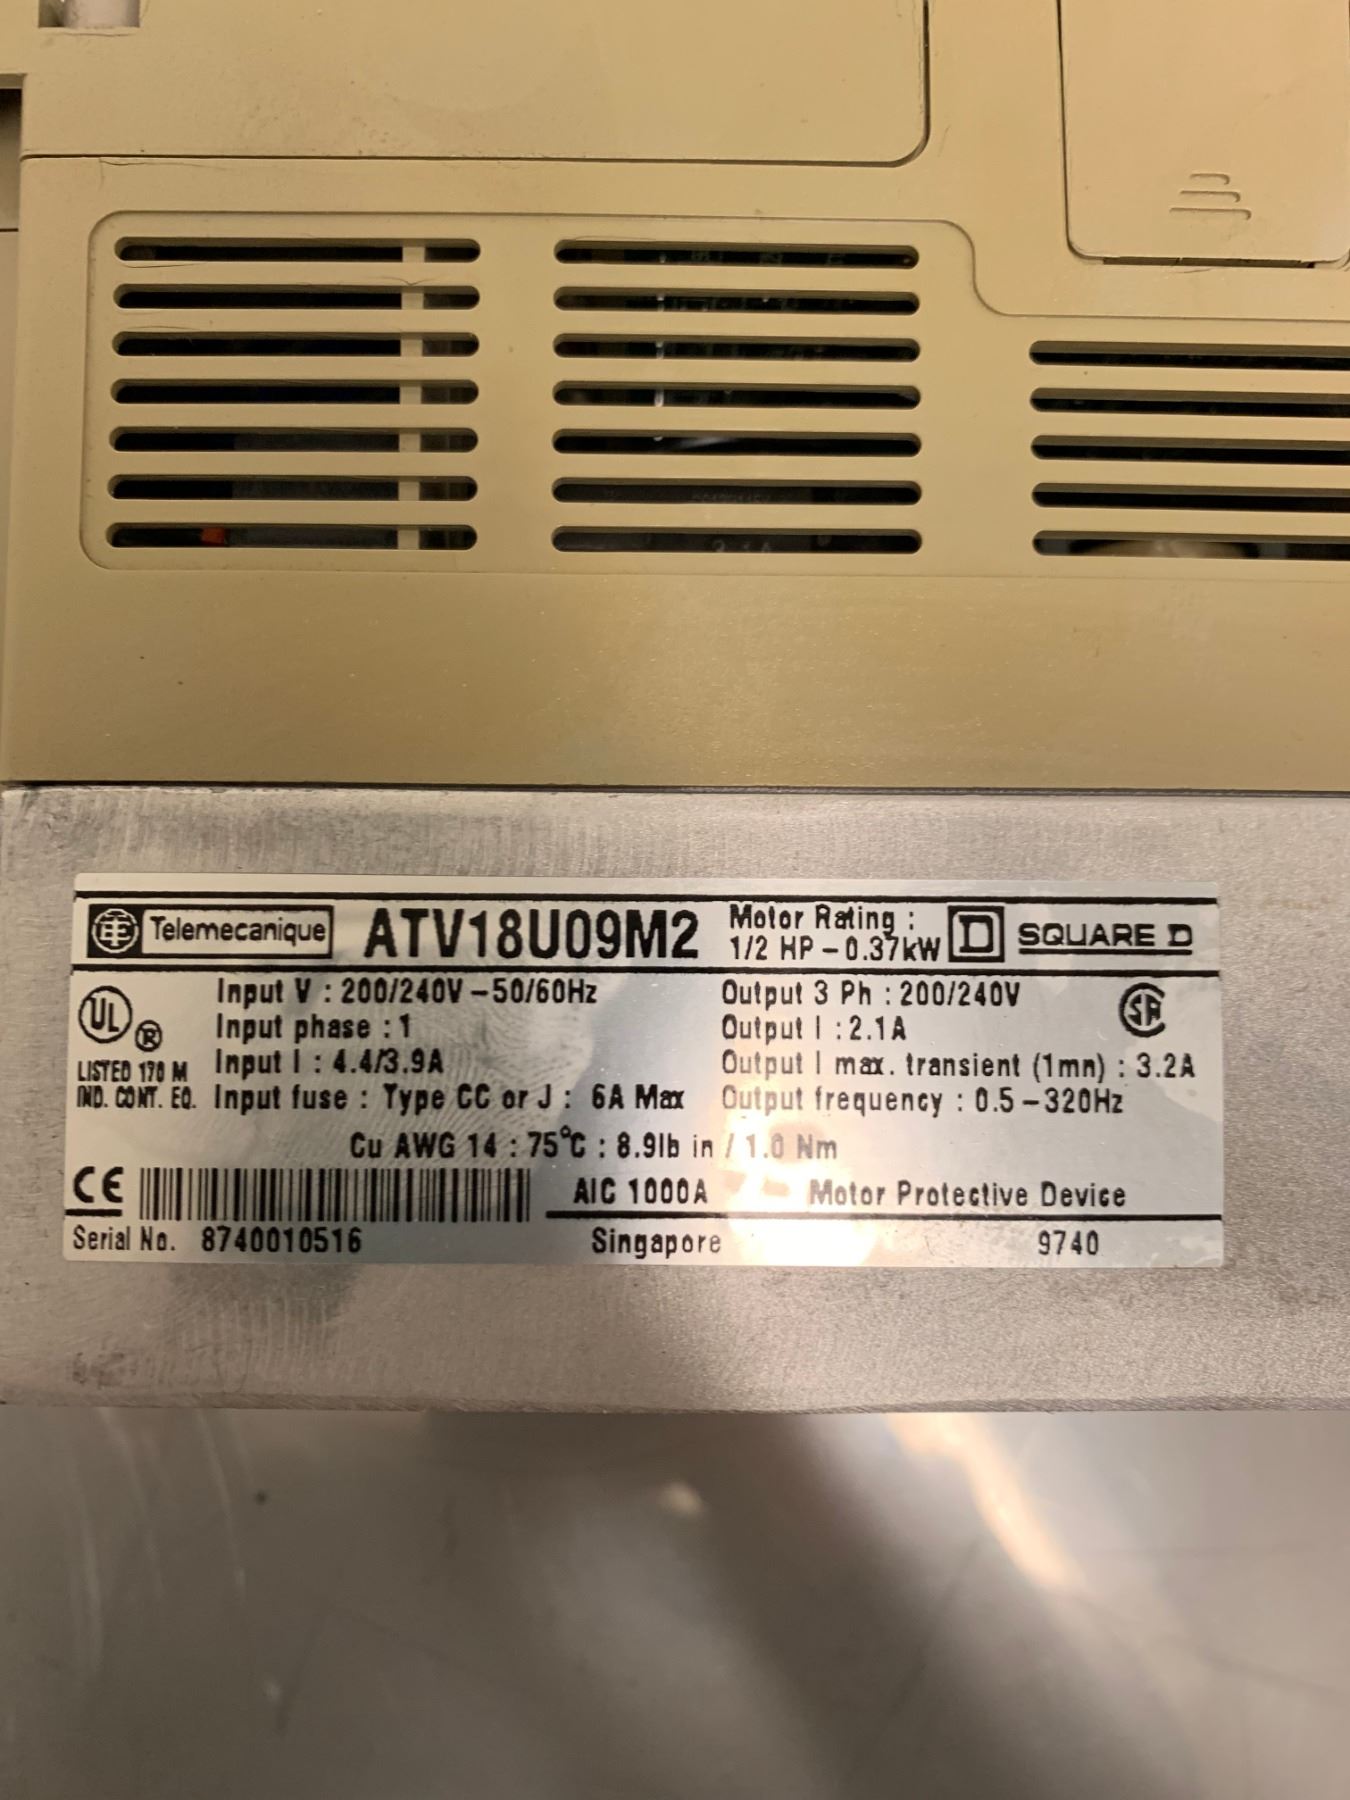 Telemecanique ATV18U09M2 Motor Rating : D SQUARE D
1/2 HP – 0.37kW
UL ®
LISTED 170 M
IND. CONT. EQ.
Input V : 200/240V – 50/60Hz
Input phase : 1
Input I : 4.4/3.9A
Input fuse : Type CC or J : 6A Max
Output 3 Ph : 200/240V
Output I : 2.1A
Output I max. transient (1mn) : 3.2A
Output frequency : 0.5 – 320Hz
SA
Cu AWG 14 : 75°C : 8.9lb in / 1.0 Nm
CE AIC 1000A Motor Protective Device
Serial No. 8740010516 Singapore 9740